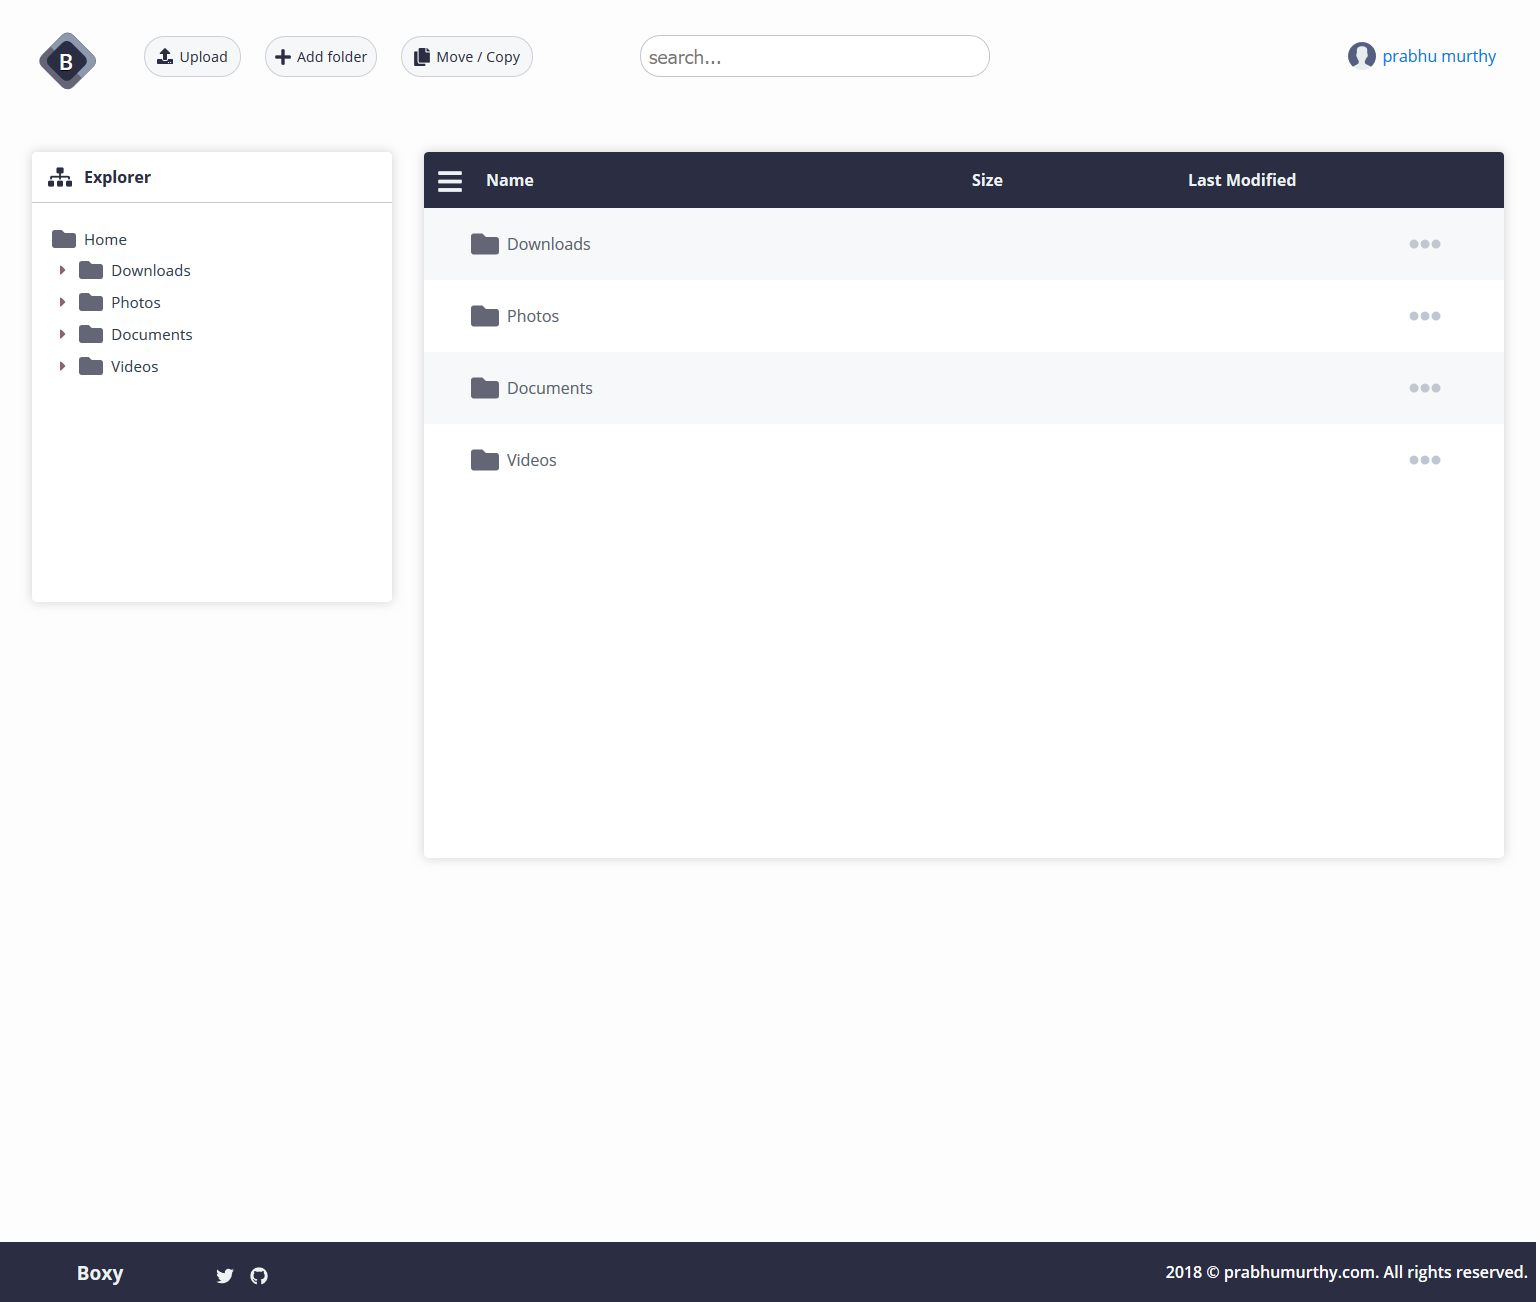 B
Upload
Add folder
Move / Copy
search...
prabhu murthy
Explorer
Home
Downloads
Photos
Documents
Videos
Name Size Last Modified
Downloads
Photos
Documents
Videos
Boxy
2018 © prabhumurthy.com. All rights reserved.